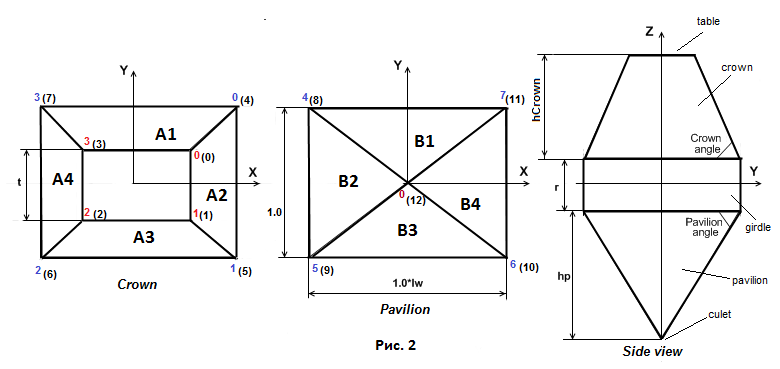 Y
3 (7)
0 (4)
A1
3 (3)
0 (0)
X
t
A4
A2
2 (2)
1 (1)
A3
2 (6)
1 (5)
Crown
Y
4 (8)
7 (11)
B1
X
B2
0 (12)
B4
1.0
B3
5 (9)
6 (10)
1.0*lw
Pavilion
Рис. 2
Z
table
crown
hCrown
Crown
angle
r
Y
Pavilion
angle
girdle
hp
pavilion
culet
Side view